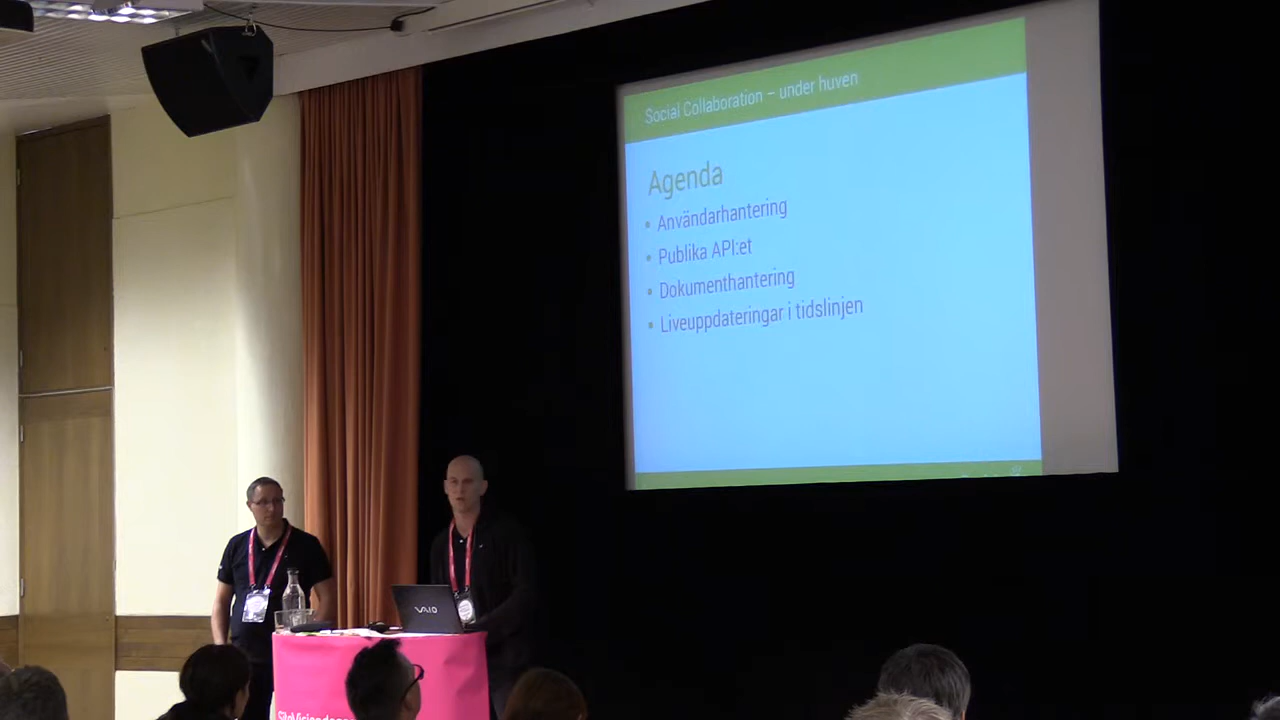 Social Collaboration – under huven
Agenda
• Användarhantering
• Publika API:et
• Dokumenthantering
• Liveuppdateringar i tidslinjen
VAIO